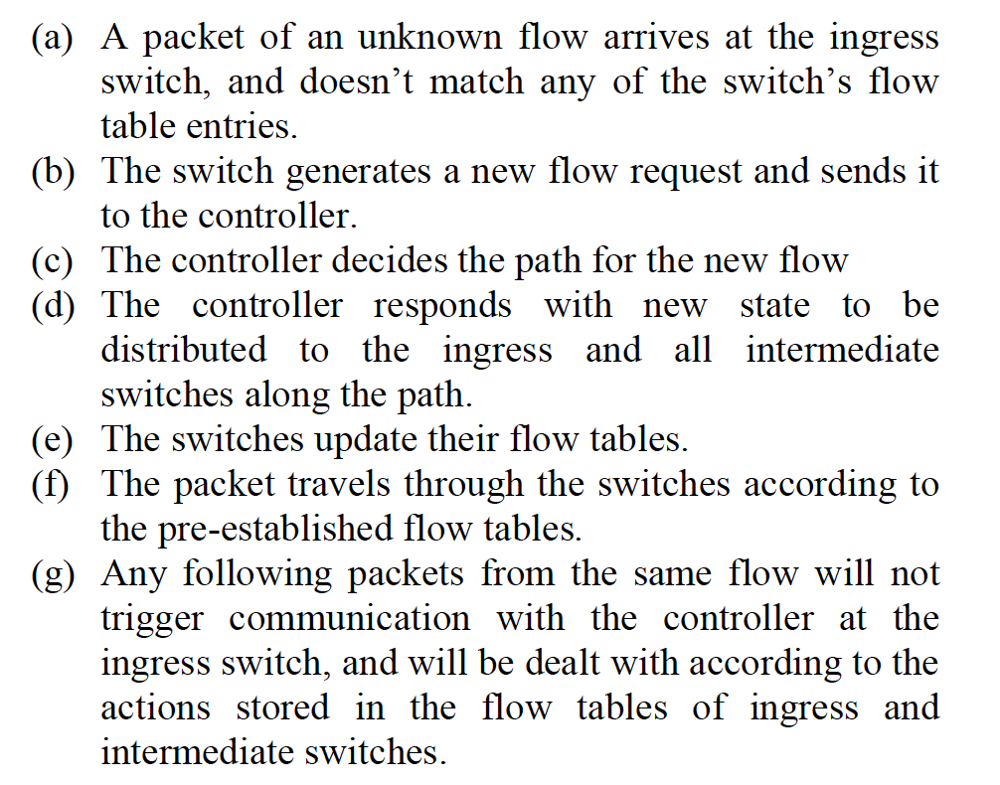 (a) A packet of an unknown flow arrives at the ingress
switch, and doesn’t match any of the switch’s flow
table entries.
(b) The switch generates a new flow request and sends it
to the controller.
(c) The controller decides the path for the new flow
(d) The controller responds with new state to be
distributed to the ingress and all intermediate
switches along the path.
(e) The switches update their flow tables.
(f) The packet travels through the switches according to
the pre-established flow tables.
(g) Any following packets from the same flow will not
trigger communication with the controller at the
ingress switch, and will be dealt with according to the
actions stored in the flow tables of ingress and
intermediate switches.